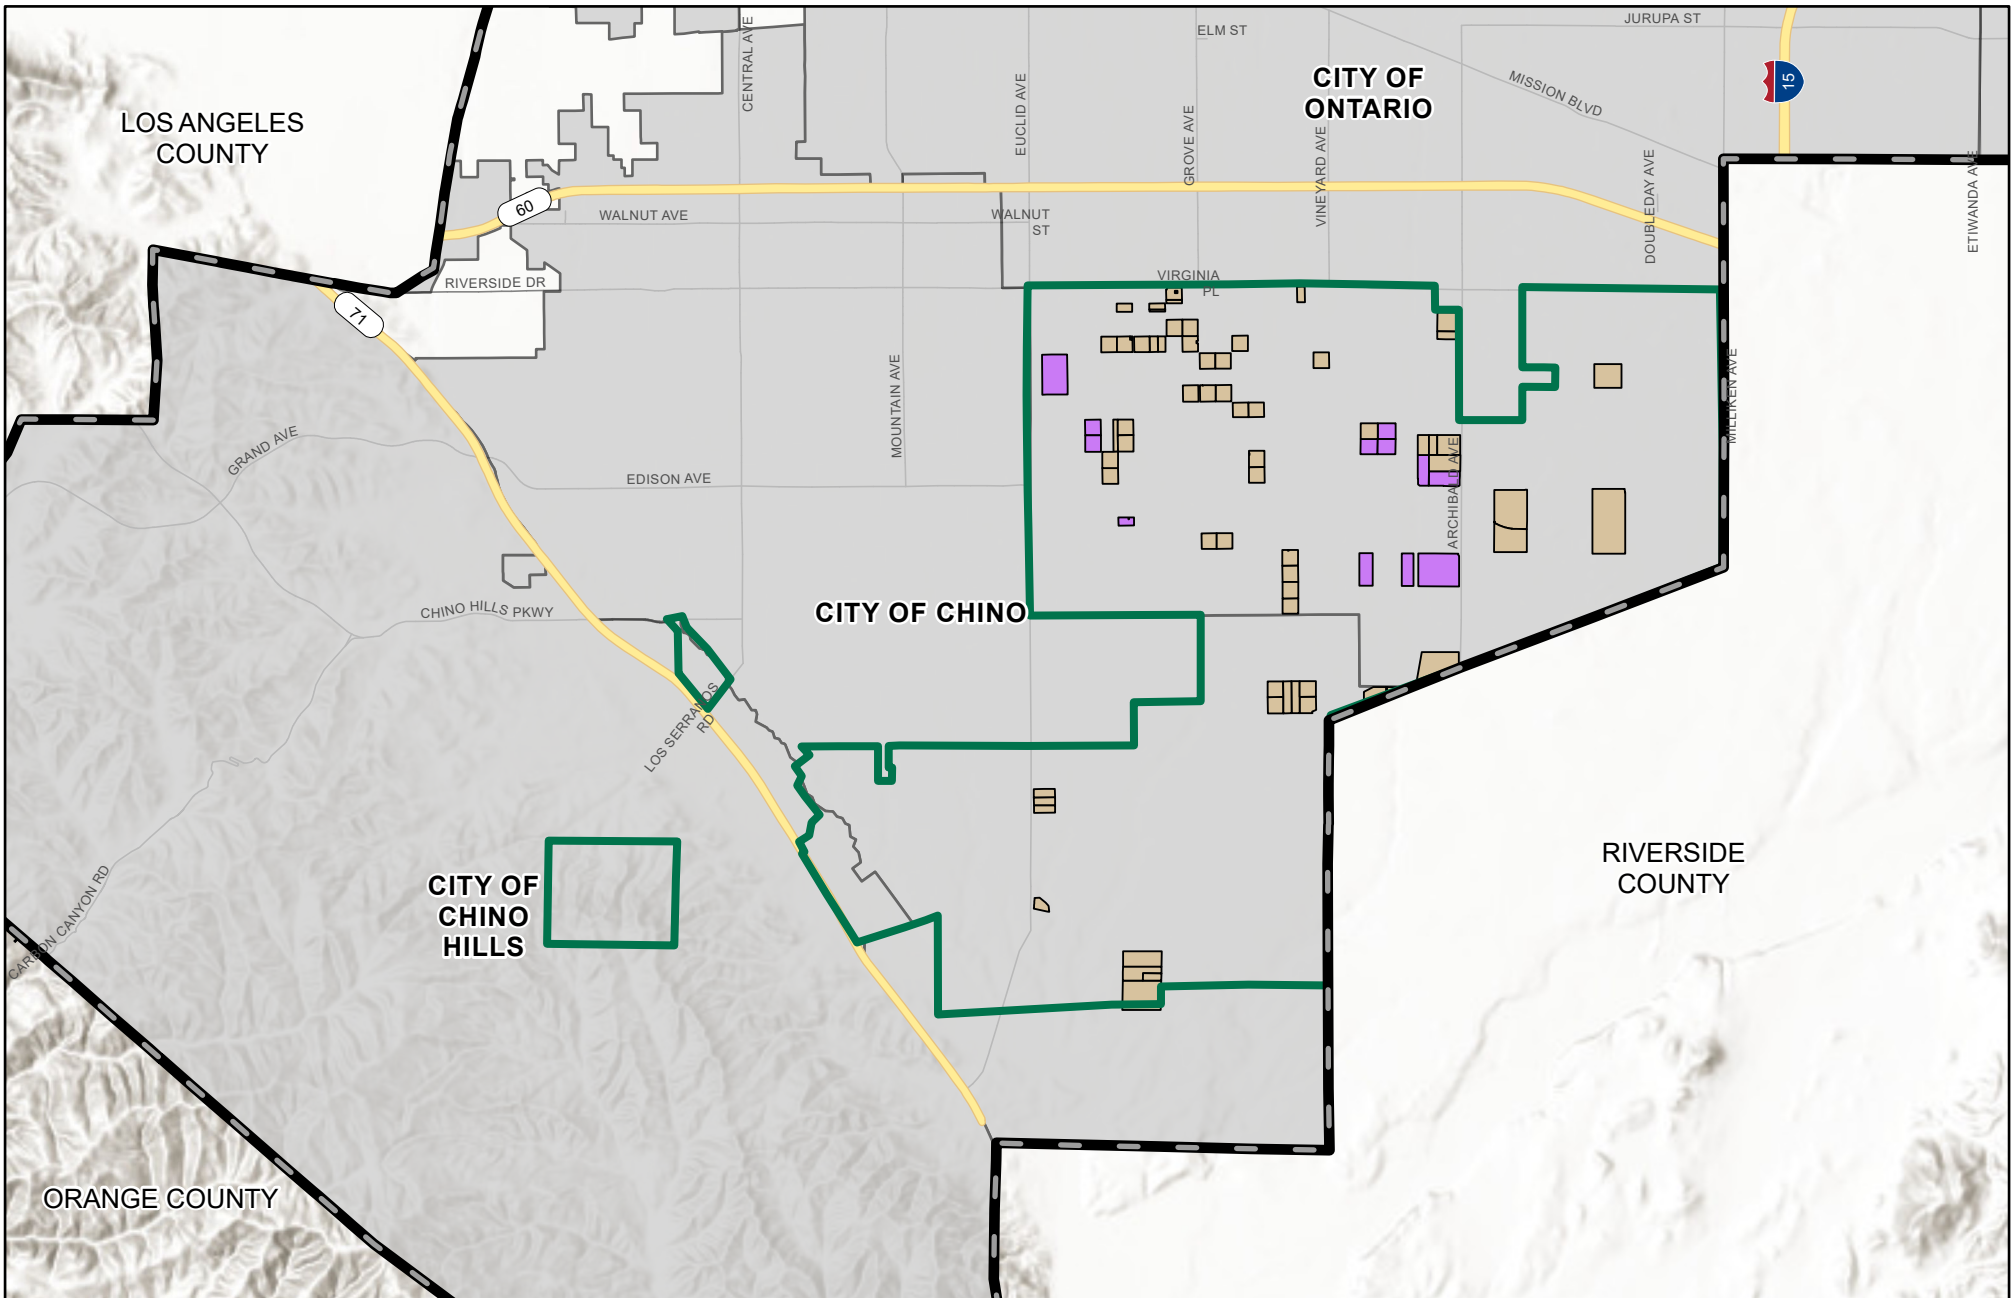 JURUPA ST
ELM ST
CENTRAL AVE
CITY OF
ONTARIO
MISSION BLVD
15
EUCLID AVE
GROVE AVE
VINEYARD AVE
LOS ANGELES
COUNTY
DOUBLEDAY AVE
ETIWANDA AVE
60
WALNUT AVE
WALNUT
ST
RIVERSIDE DR
VIRGINIA
PL
71
MOUNTAIN AVE
MILLIKEN AVE
GRAND AVE
EDISON AVE
ARCHIBALD AVE
CHINO HILLS PKWY
CITY OF CHINO
LOS SERRANOS
RD
RIVERSIDE
COUNTY
CITY OF
CHINO
HILLS
CARBON CANYON RD
ORANGE COUNTY